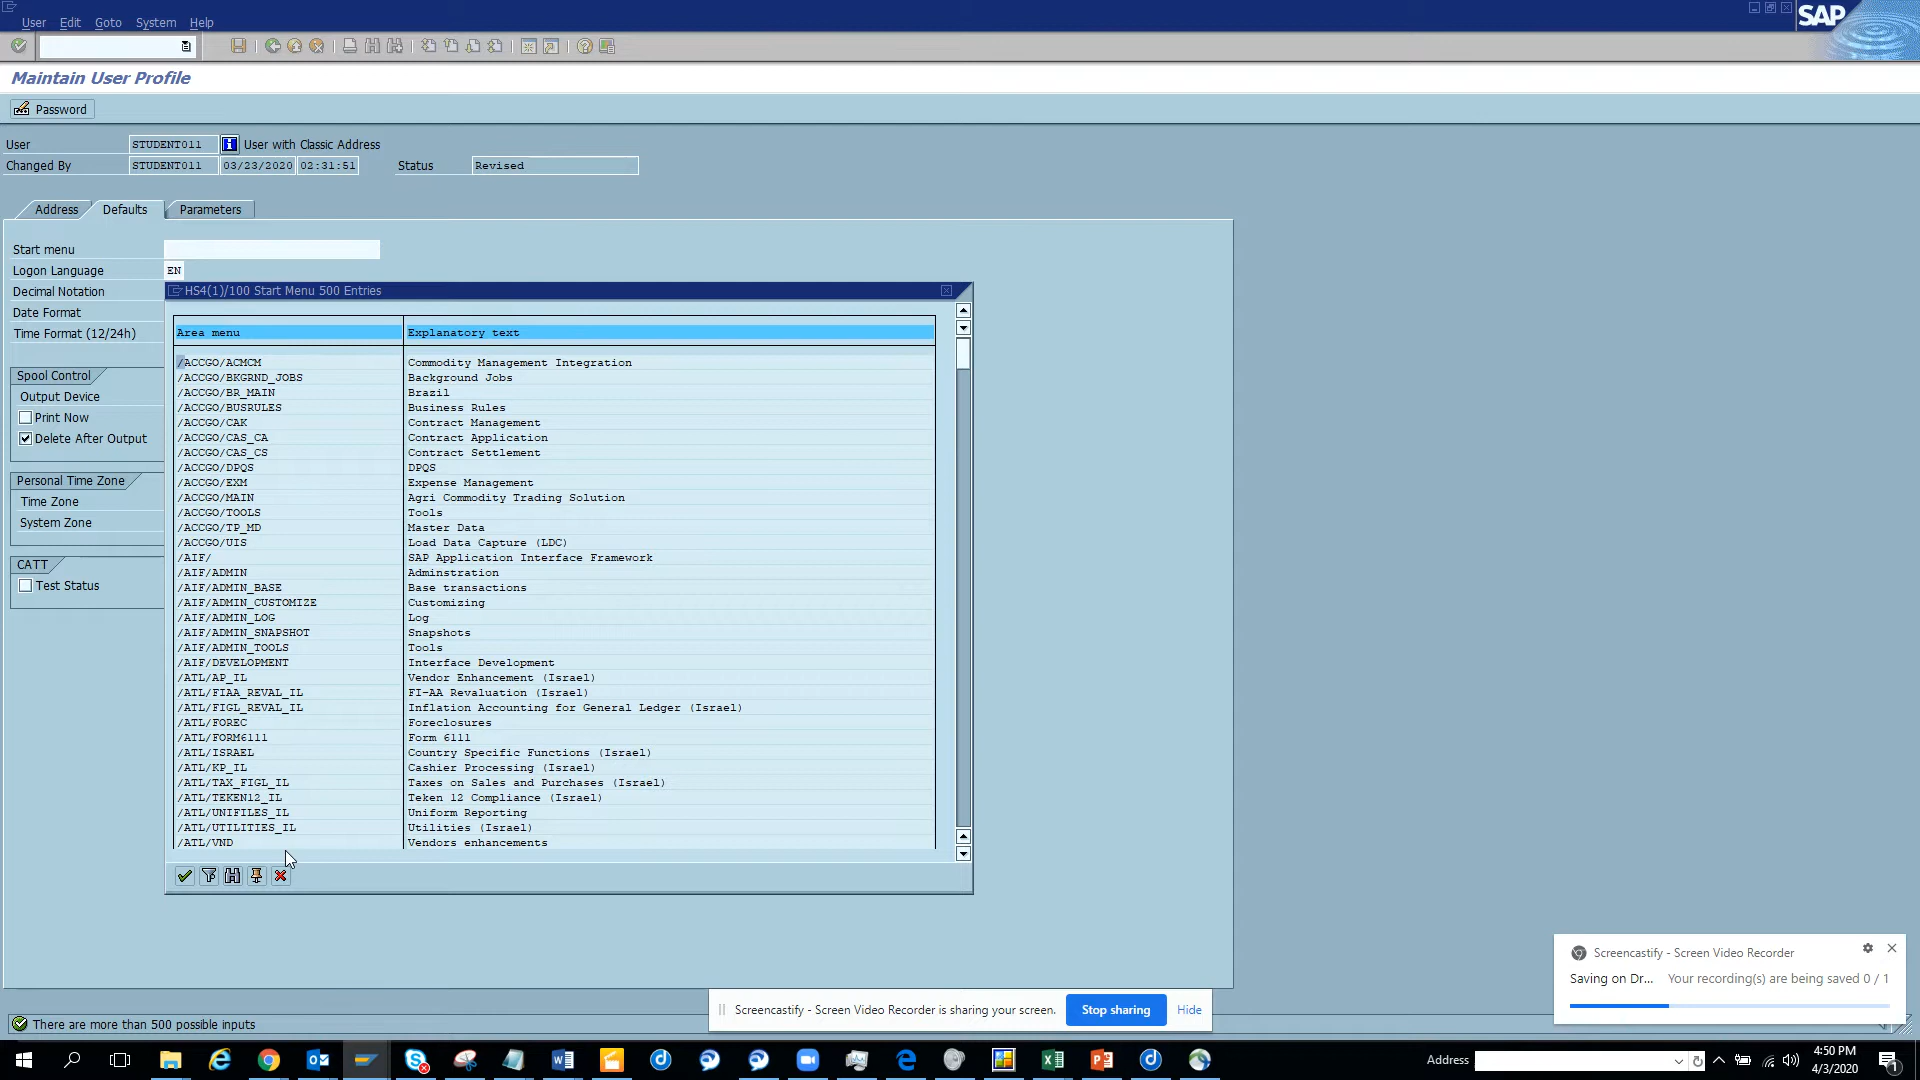 User Edit Goto System Help
SAP
Maintain User Profile
Password
User STUDENT011 User with Classic Address
Changed By STUDENT011 03/23/2020 02:31:51 Status Revised
Address Defaults Parameters
Start menu
Logon Language EN
Decimal Notation
Date Format
Time Format (12/24h)
Spool Control
Output Device
Print Now
Delete After Output
Personal Time Zone
Time Zone
System Zone
CATT
Test Status
HS4(1)/100 Start Menu 500 Entries
Area menu Explanatory text
/ACCGO/ACMCM Commodity Management Integration
/ACCGO/BKGRND_JOBS Background Jobs
/ACCGO/BR_MAIN Brazil
/ACCGO/BUSRULES Business Rules
/ACCGO/CAK Contract Management
/ACCGO/CAS_CA Contract Application
/ACCGO/CAS_CS Contract Settlement
/ACCGO/DPQS DPQS
/ACCGO/EXM Expense Management
/ACCGO/MAIN Agri Commodity Trading Solution
/ACCGO/TOOLS Tools
/ACCGO/TP_MD Master Data
/ACCGO/UIS Load Data Capture (LDC)
/AIF/ SAP Application Interface Framework
/AIF/ADMIN Adminstration
/AIF/ADMIN_BASE Base transactions
/AIF/ADMIN_CUSTOMIZE Customizing
/AIF/ADMIN_LOG Log
/AIF/ADMIN_SNAPSHOT Snapshots
/AIF/ADMIN_TOOLS Tools
/AIF/DEVELOPMENT Interface Development
/ATL/AP_IL Vendor Enhancement (Israel)
/ATL/FIAA_REVAL_IL FI-AA Revaluation (Israel)
/ATL/FIGL_REVAL_IL Inflation Accounting for General Ledger (Israel)
/ATL/FOREC Foreclosures
/ATL/FORM6111 Form 6111
/ATL/ISRAEL Country Specific Functions (Israel)
/ATL/KP_IL Cashier Processing (Israel)
/ATL/TAX_FIGL_IL Taxes on Sales and Purchases (Israel)
/ATL/TEKEN12_IL Teken 12 Compliance (Israel)
/ATL/UNIFILES_IL Uniform Reporting
/ATL/UTILITIES_IL Utilities (Israel)
/ATL/VND Vendors enhancements
Screencastify - Screen Video Recorder
Saving on Dr... Your recording(s) are being saved 0 / 1
Screencastify - Screen Video Recorder is sharing your screen. Stop sharing Hide
There are more than 500 possible inputs
Address
4:50 PM
4/3/2020
1